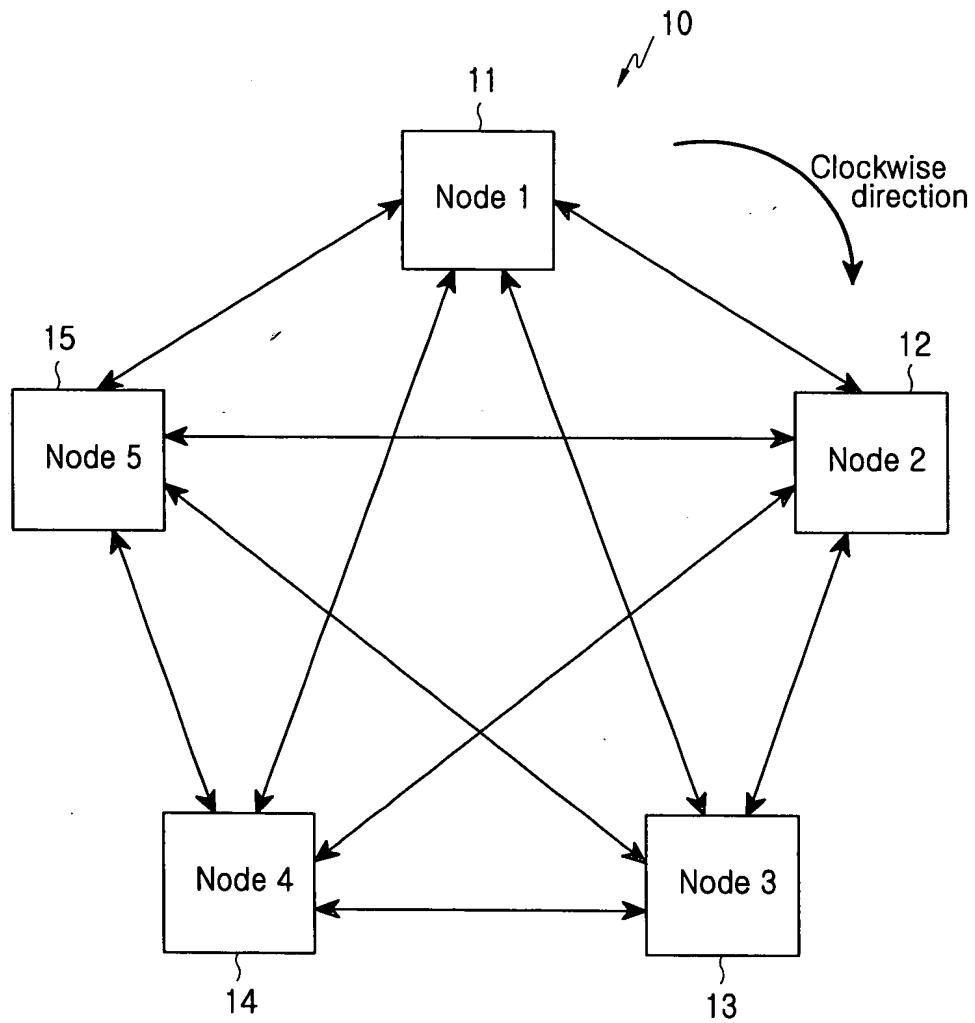 10
11
Node 1
Clockwise
direction
15
12
Node 5
Node 2
Node 4
Node 3
14
13